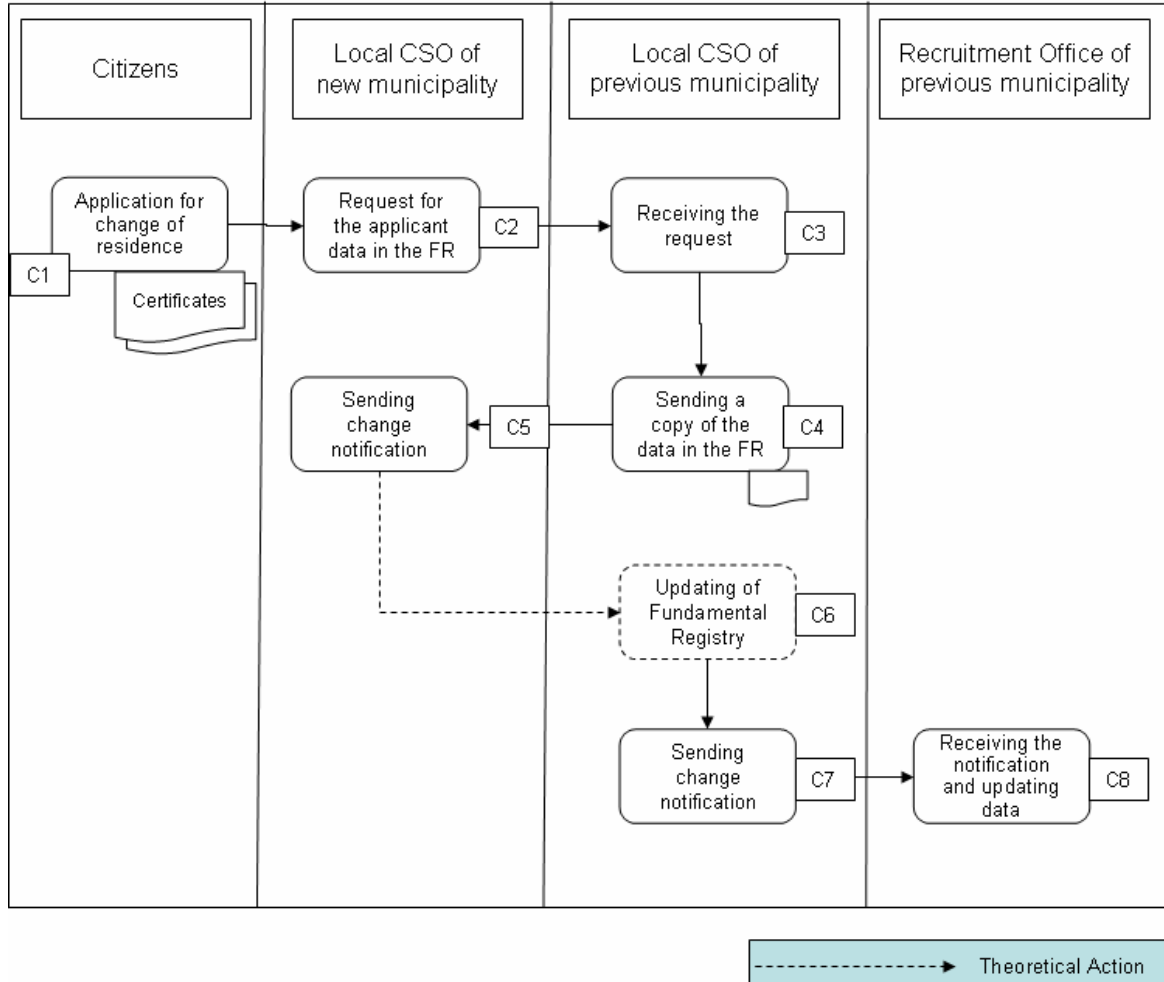 Citizens
Local CSO of
new municipality
Local CSO of
previous municipality
Recruitment Office of
previous municipality
Application for
change of
residence
C1
Certificates
Request for
the applicant
data in the FR
C2
Receiving the
request
C3
Sending
change
notification
C5
Sending a
copy of the
data in the FR
C4
Updating of
Fundamental
Registry
C6
Sending
change
notification
C7
Receiving the
notification
and updating
data
C8
Theoretical Action